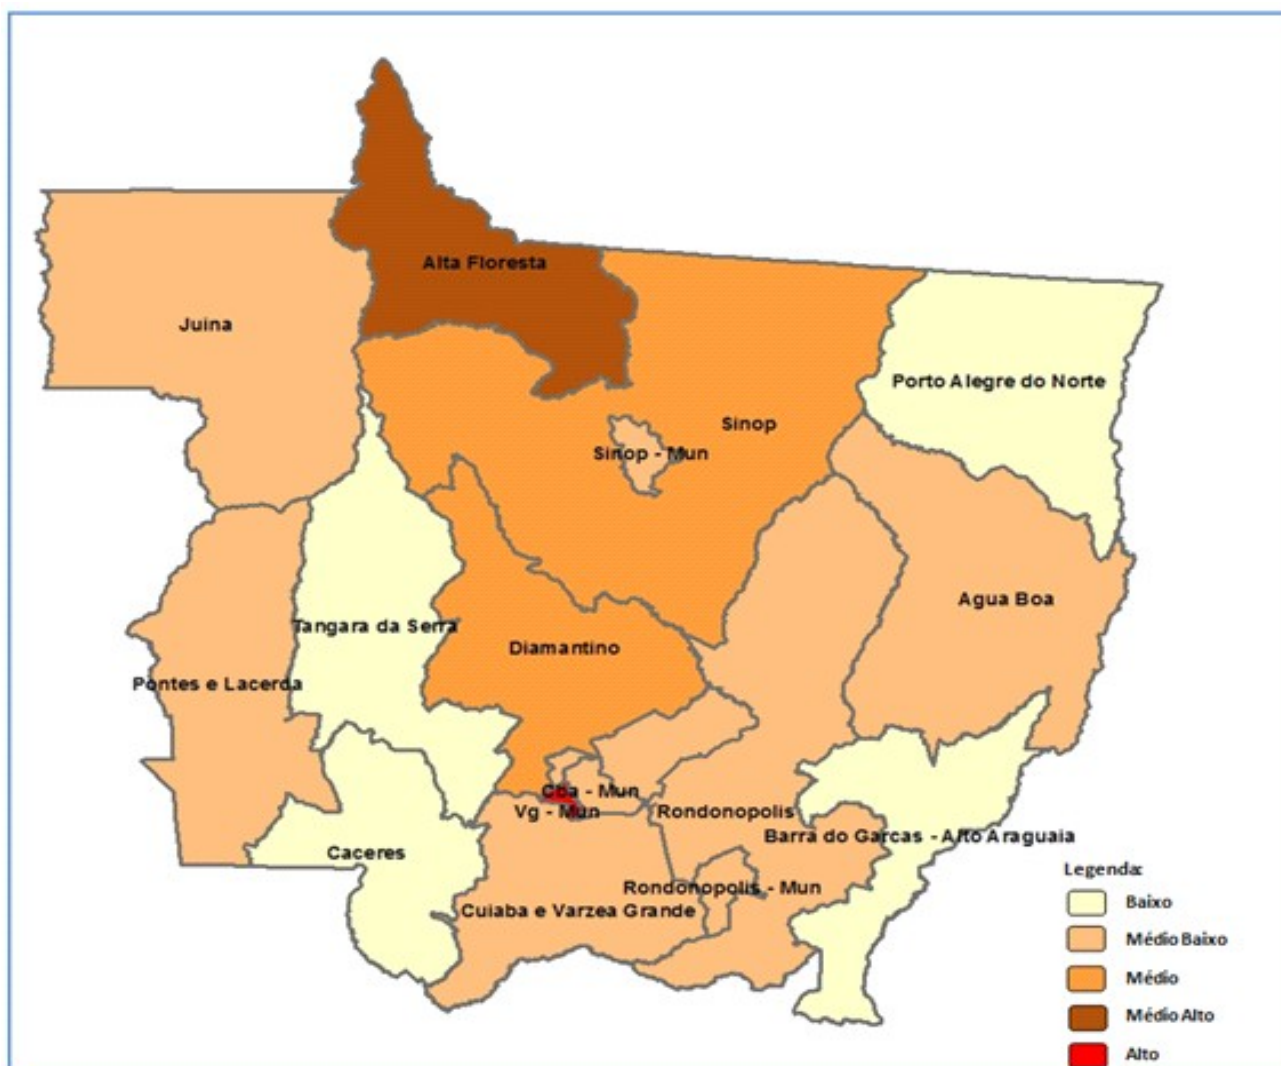 Alta Floresta
Juina
Porto Alegre do Norte
Sinop
Sinop - Mun
Agua Boa
Tangara da Serra
Diamantino
Pontes e Lacerda
Cba - Mun
Vg - Mun
Rondonopolis
Barra do Garcas - Alto Araguaia
Caceres
Rondonopolis - Mun
Cuiaba e Varzea Grande
Legenda:
Baixo
Médio Baixo
Médio
Médio Alto
Alto